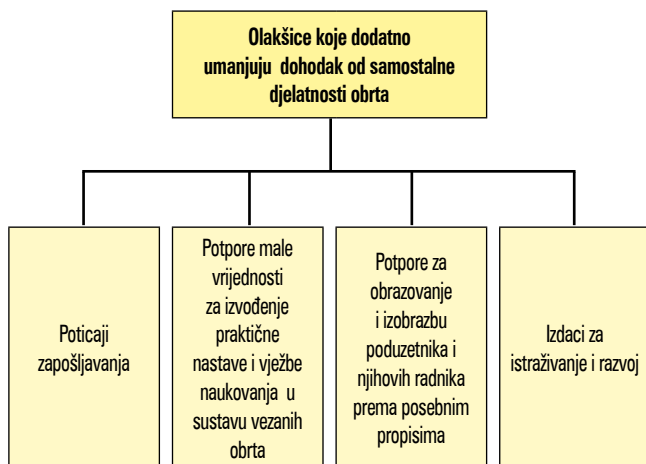 Olakšice koje dodatno
umanjuju dohodak od samostalne
djelatnosti obrta
Poticaji
zapošljavanja
Potpore male
vrijednosti
za izvođenje
praktične
nastave i vježbe
naukovanja u
sustavu vezanih
obrta
Potpore za
obrazovanje
i izobrazbu
poduzetnika i
njihovih radnika
prema posebnim
propisima
Izdaci za
istraživanje i razvoj